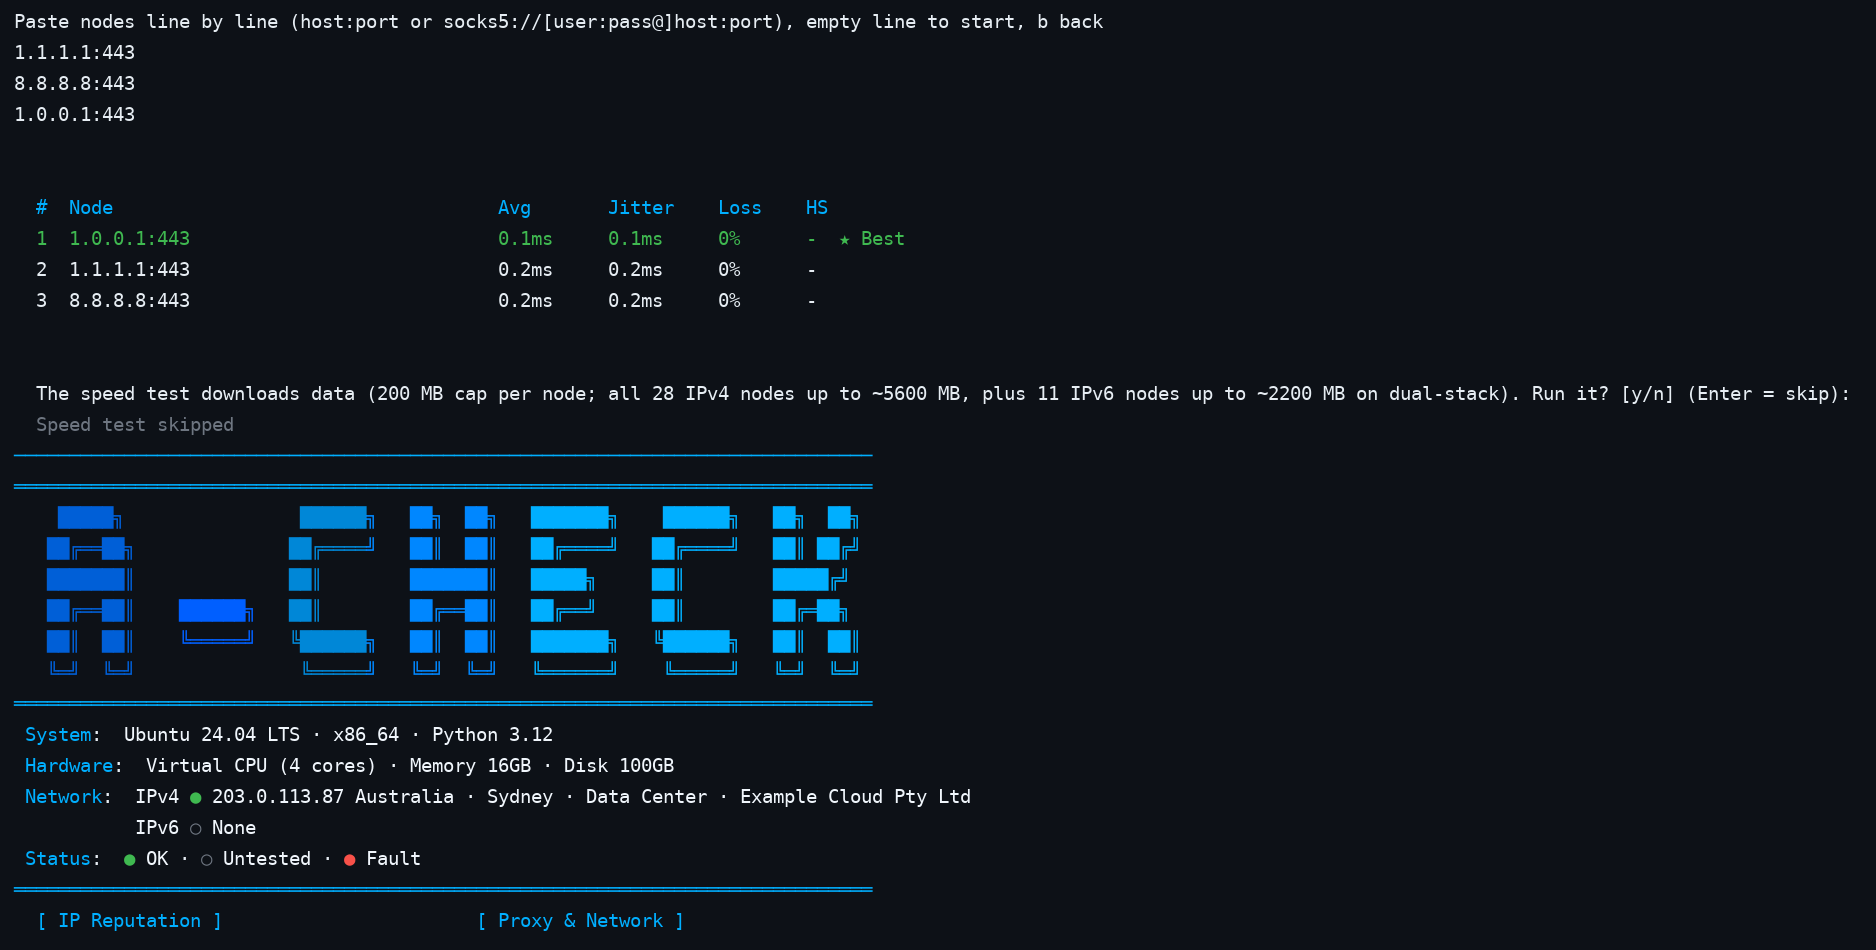 Paste nodes line by line (host:port or socks5://[user:pass@]host:port), empty line to start, b back
1.1.1.1:443
8.8.8.8:443
1.0.0.1:443
# Node Avg Jitter Loss HS
1 1.0.0.1:443 0.1ms 0.1ms 0% - ★ Best
2 1.1.1.1:443 0.2ms 0.2ms 0% -
3 8.8.8.8:443 0.2ms 0.2ms 0% -
The speed test downloads data (200 MB cap per node; all 28 IPv4 nodes up to ~5600 MB, plus 11 IPv6 nodes up to ~2200 MB on dual-stack). Run it? [y/n] (Enter = skip):
Speed test skipped
A-CHECK
System: Ubuntu 24.04 LTS · x86_64 · Python 3.12
Hardware: Virtual CPU (4 cores) · Memory 16GB · Disk 100GB
Network: IPv4 ● 203.0.113.87 Australia · Sydney · Data Center · Example Cloud Pty Ltd
IPv6 ○ None
Status: ● OK · ○ Untested · ● Fault
[ IP Reputation ] [ Proxy & Network ]